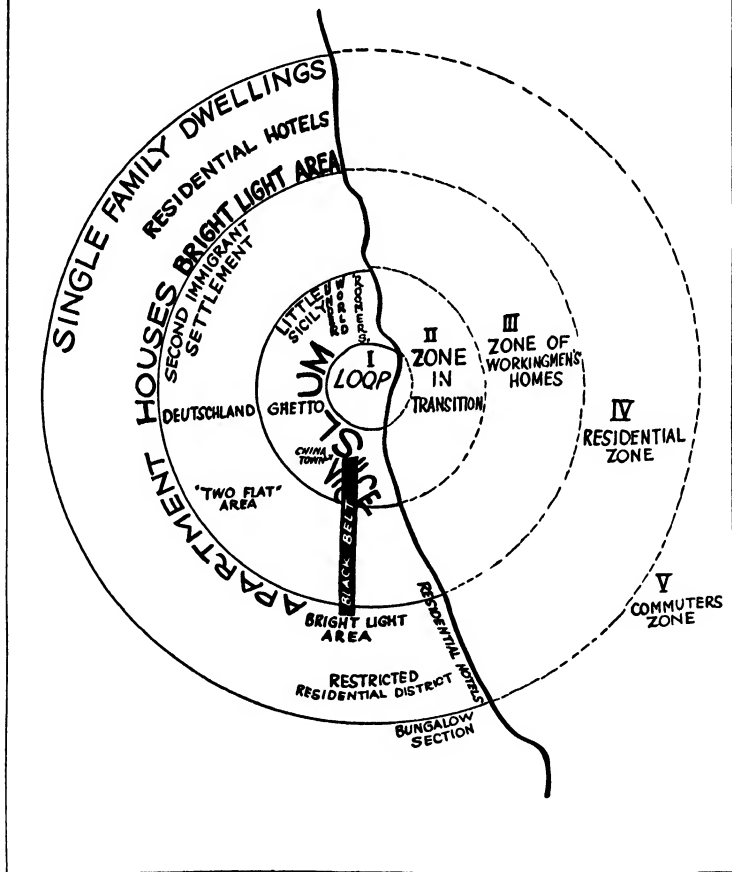 SINGLE FAMILY DWELLINGS
RESIDENTIAL HOTELS
BRIGHT LIGHT AREA
SECOND IMMIGRANT
SETTLEMENT
APARTMENT HOUSES
LITTLE
SICILY
UNDER
WORLD
ROOMERS
I
LOOP
II
ZONE
IN
TRANSITION
III
ZONE OF
WORKINGMEN'S
HOMES
IV
RESIDENTIAL
ZONE
V
COMMUTERS
ZONE
DEUTSCHLAND
GHETTO
SLUM
CHINA
TOWN
VICE
"TWO FLAT"
AREA
BLACK BELT
BRIGHT LIGHT
AREA
RESIDENTIAL HOTELS
RESTRICTED
RESIDENTIAL DISTRICT
BUNGALOW
SECTION